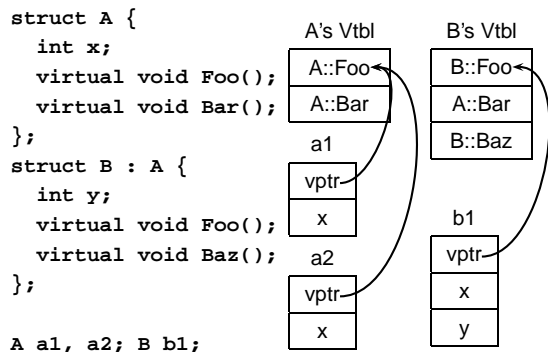 struct A {
int x;
virtual void Foo();
virtual void Bar();
};
struct B : A {
int y;
virtual void Foo();
virtual void Baz();
};
A a1, a2; B b1;
A's Vtbl
A::Foo
A::Bar
a1
vptr
x
a2
vptr
x
B's Vtbl
B::Foo
A::Bar
B::Baz
b1
vptr
x
y